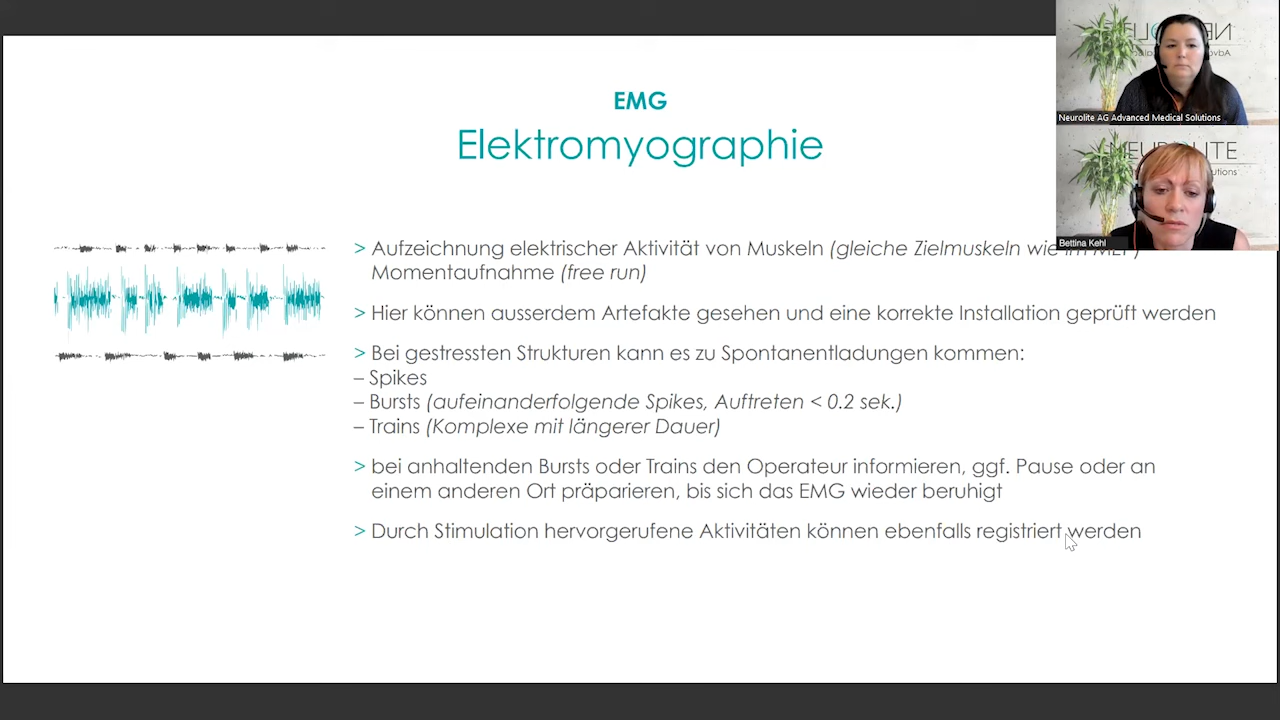 EMG
Elektromyographie
> Aufzeichnung elektrischer Aktivität von Muskeln (gleiche Zielmuskeln wie im MEP)
Momentaufnahme (free run)
> Hier können ausserdem Artefakte gesehen und eine korrekte Installation geprüft werden
> Bei gestressten Strukturen kann es zu Spontanentladungen kommen:
– Spikes
– Bursts (aufeinanderfolgende Spikes, Auftreten < 0.2 sek.)
– Trains (Komplexe mit längerer Dauer)
> bei anhaltenden Bursts oder Trains den Operateur informieren, ggf. Pause oder an
einem anderen Ort präparieren, bis sich das EMG wieder beruhigt
> Durch Stimulation hervorgerufene Aktivitäten können ebenfalls registriert werden
Neurolite AG Advanced Medical Solutions
Bettina Kehl